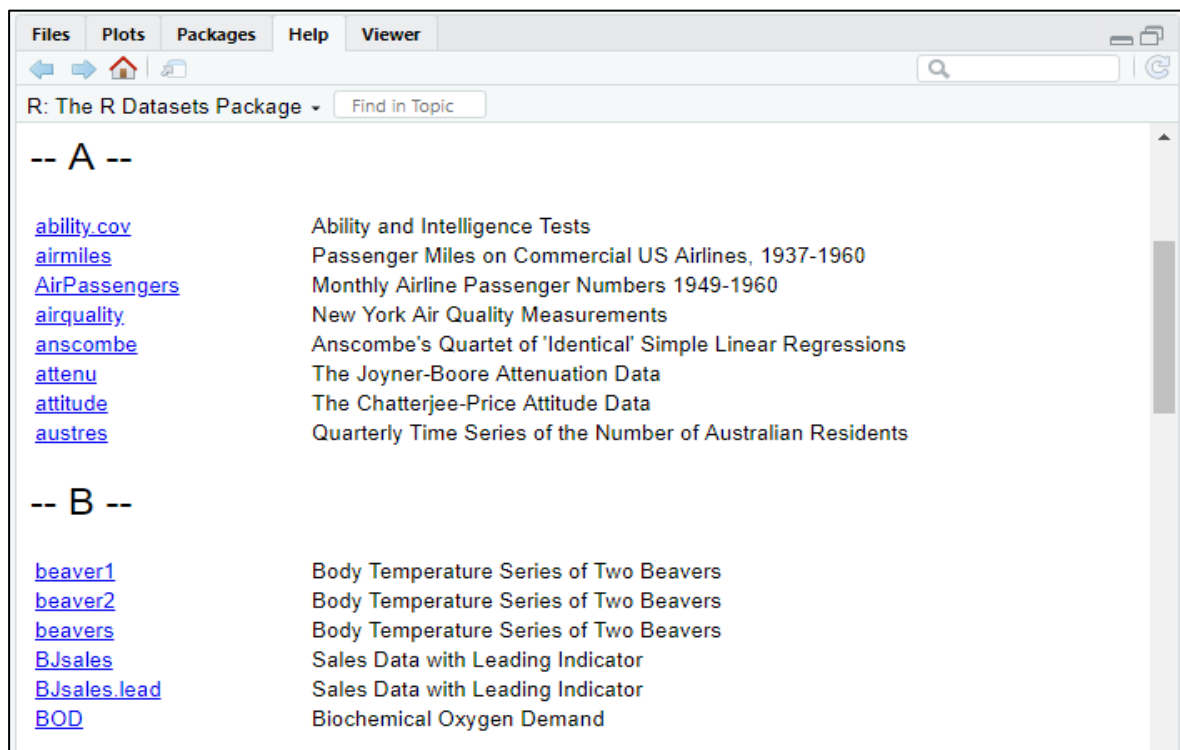 Files Plots Packages Help Viewer
R: The R Datasets Package Find in Topic
-- A --
ability.cov Ability and Intelligence Tests
airmiles Passenger Miles on Commercial US Airlines, 1937-1960
AirPassengers Monthly Airline Passenger Numbers 1949-1960
airquality New York Air Quality Measurements
anscombe Anscombe's Quartet of 'Identical' Simple Linear Regressions
attenu The Joyner-Boore Attenuation Data
attitude The Chatterjee-Price Attitude Data
austres Quarterly Time Series of the Number of Australian Residents
-- B --
beaver1 Body Temperature Series of Two Beavers
beaver2 Body Temperature Series of Two Beavers
beavers Body Temperature Series of Two Beavers
BJsales Sales Data with Leading Indicator
BJsales.lead Sales Data with Leading Indicator
BOD Biochemical Oxygen Demand